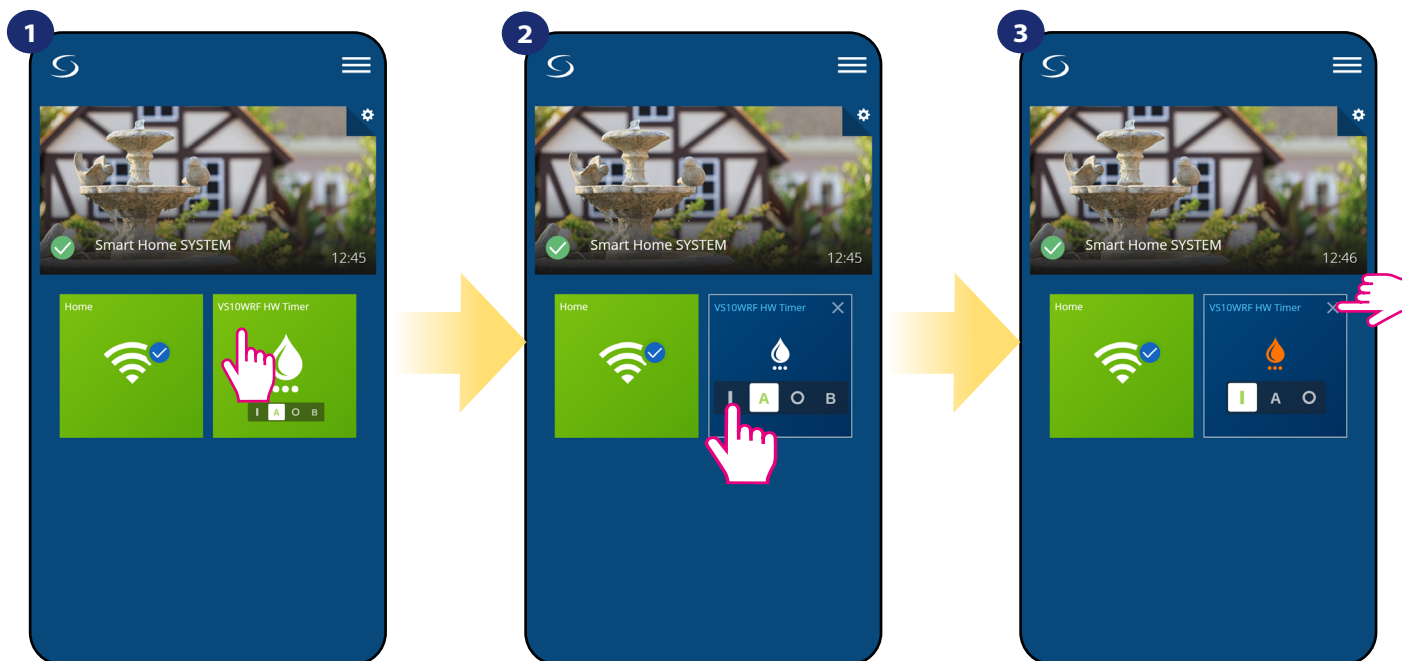 1
2
3
Smart Home SYSTEM
12:45
Home
VS10WRF HW Timer
I A O B
Smart Home SYSTEM
12:45
Home
VS10WRF HW Timer
I A O B
Smart Home SYSTEM
12:46
Home
VS10WRF HW Timer
I A O